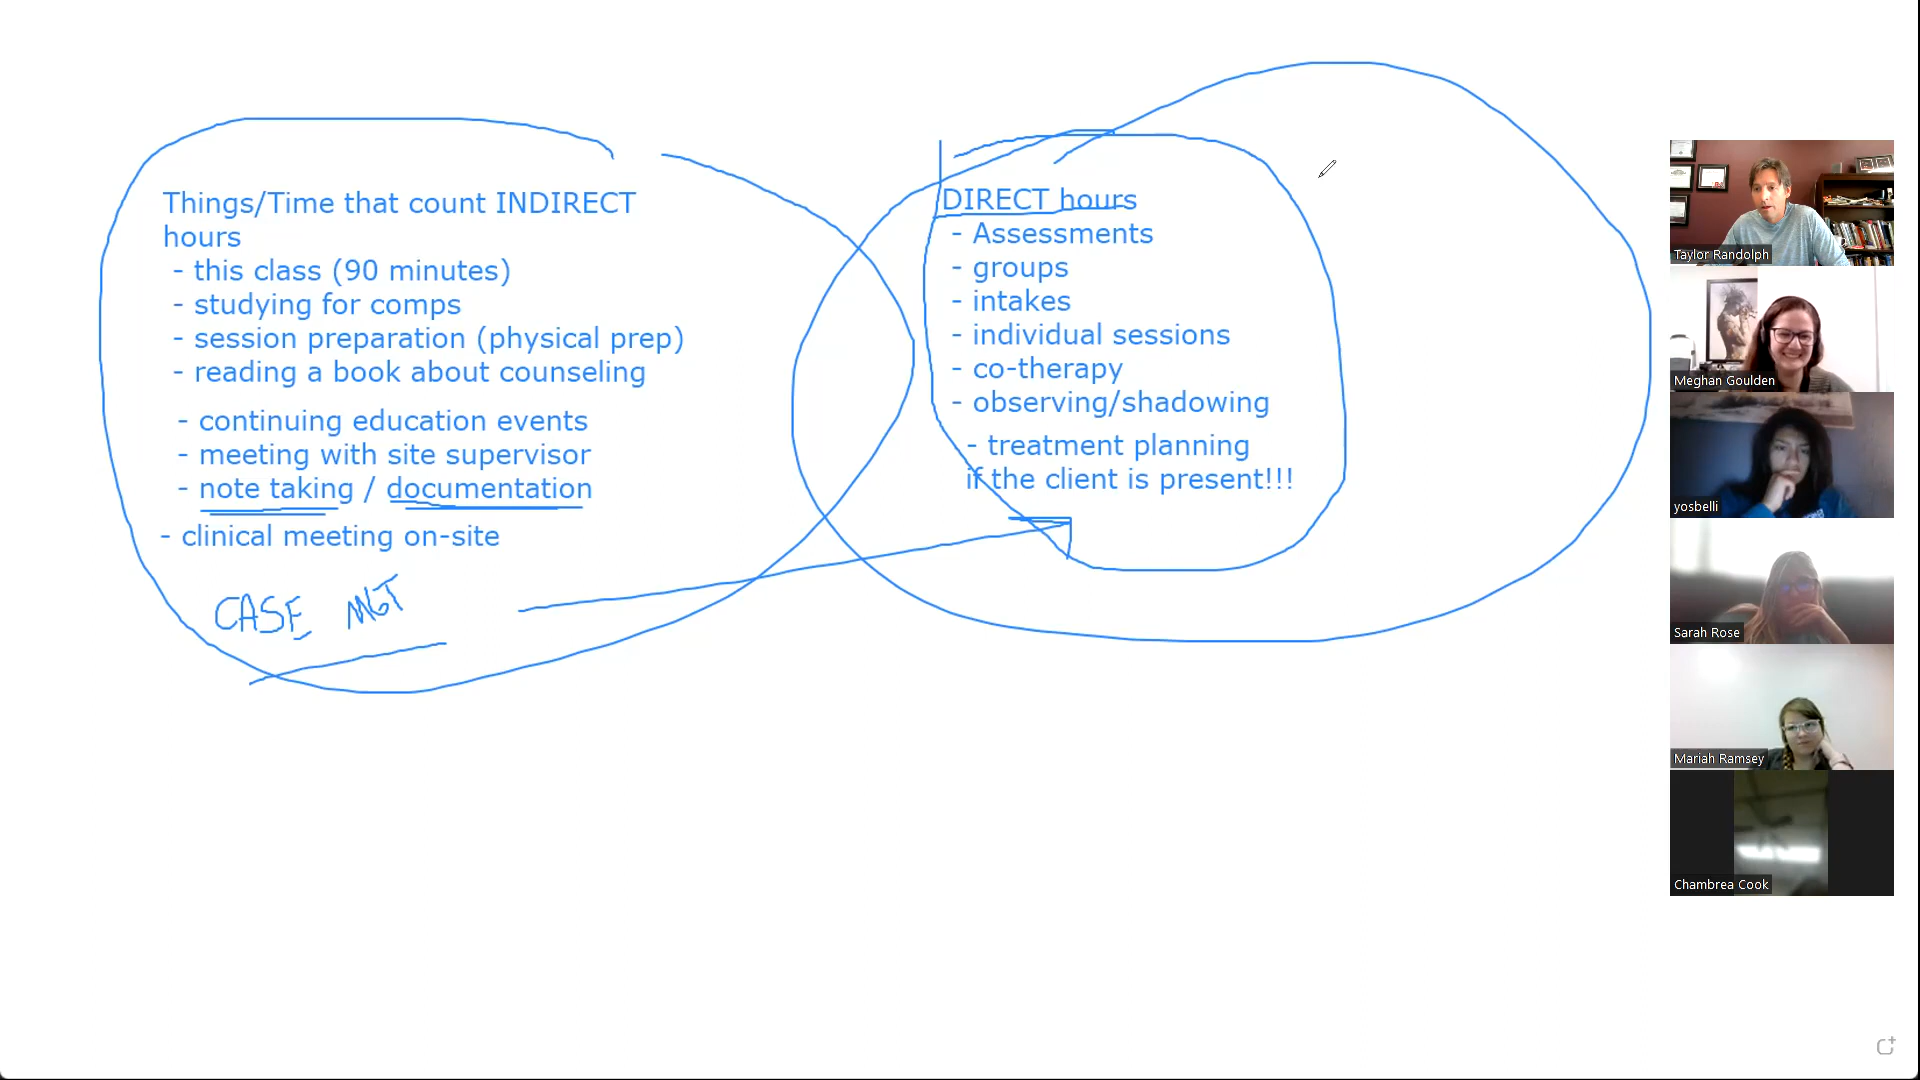 Things/Time that count INDIRECT
hours
- this class (90 minutes)
- studying for comps
- session preparation (physical prep)
- reading a book about counseling
- continuing education events
- meeting with site supervisor
- note taking / documentation
- clinical meeting on-site
CASE MGT
DIRECT hours
- Assessments
- groups
- intakes
- individual sessions
- co-therapy
- observing/shadowing
- treatment planning
if the client is present!!!
Taylor Randolph
Meghan Goulden
yosbelli
Sarah Rose
Mariah Ramsey
Chambrea Cook